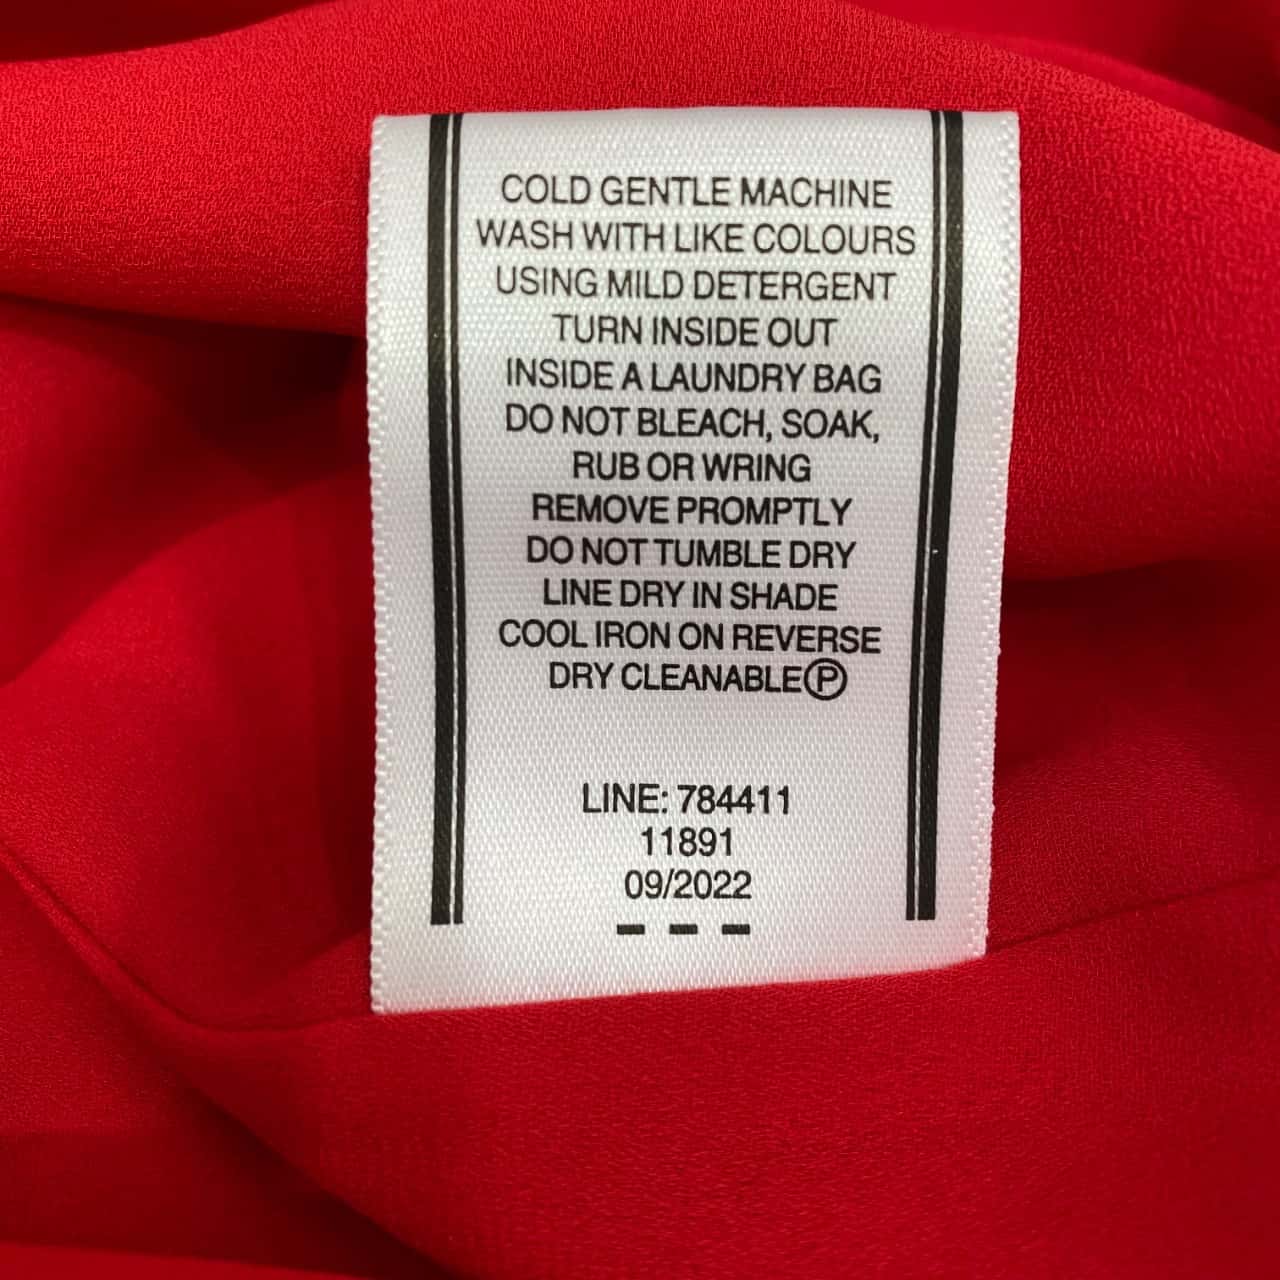 COLD GENTLE MACHINE
WASH WITH LIKE COLOURS
USING MILD DETERGENT
TURN INSIDE OUT
INSIDE A LAUNDRY BAG
DO NOT BLEACH, SOAK,
RUB OR WRING
REMOVE PROMPTLY
DO NOT TUMBLE DRY
LINE DRY IN SHADE
COOL IRON ON REVERSE
DRY CLEANABLE Ⓟ
LINE: 784411
11891
09/2022